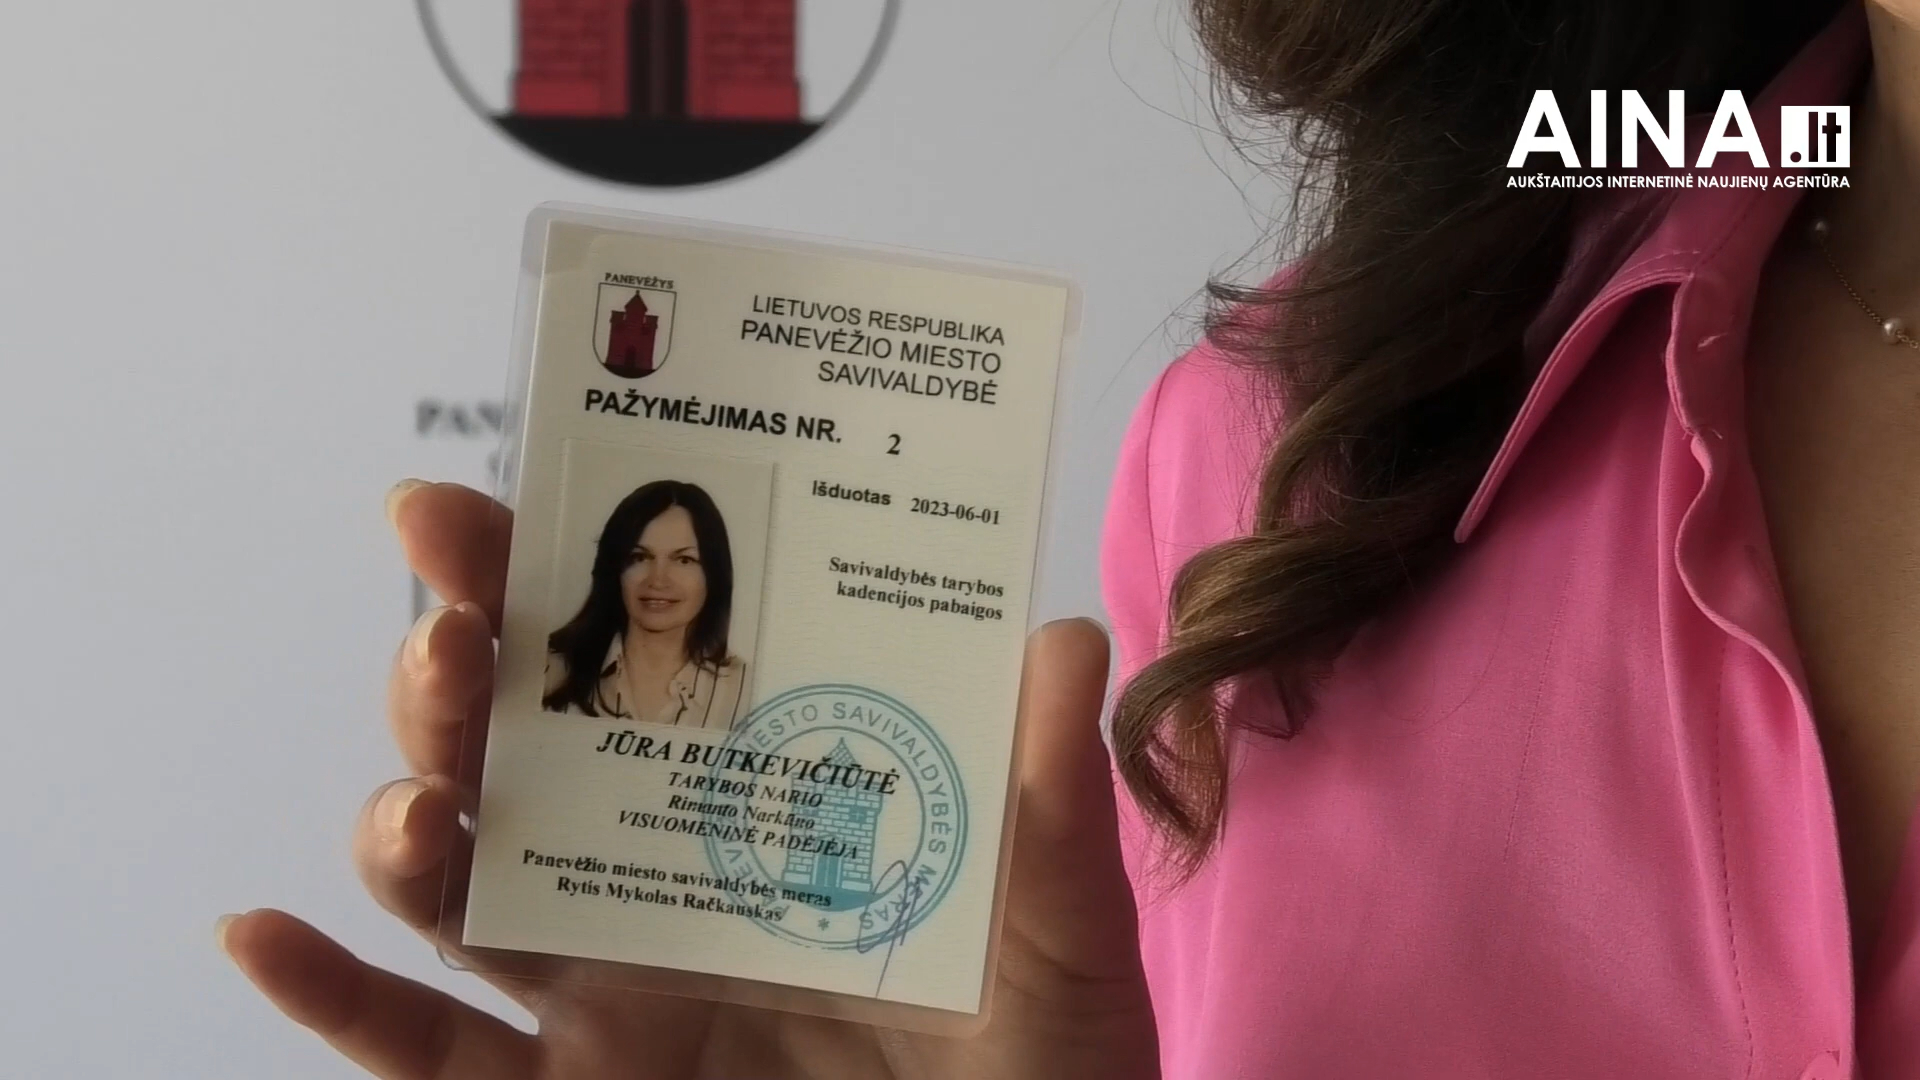 AINA.lt
AUKŠTAITIJOS INTERNETINĖ NAUJIENŲ AGENTŪRA
PANEVĖŽYS
LIETUVOS RESPUBLIKA
PANEVĖŽIO MIESTO
SAVIVALDYBĖ
PAŽYMĖJIMAS NR. 2
Išduotas 2023-06-01
Savivaldybės tarybos
kadencijos pabaigos
JŪRA BUTKEVIČIŪTĖ
TARYBOS NARIO
Rimanto Narkūno
VISUOMENINĖ PADĖJĖJA
Panevėžio miesto savivaldybės meras
Rytis Mykolas Račkauskas
MIESTO SAVIVALDYBĖS MERAS